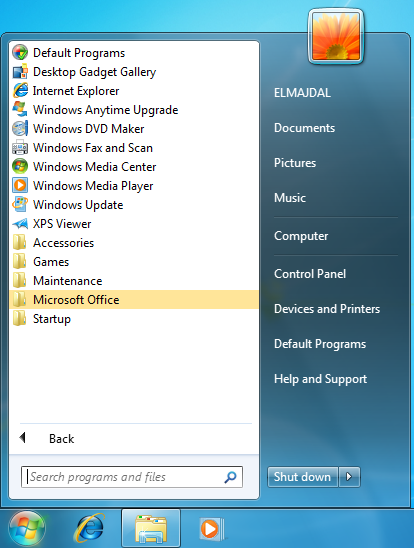 Default Programs
Desktop Gadget Gallery
Internet Explorer
Windows Anytime Upgrade
Windows DVD Maker
Windows Fax and Scan
Windows Media Center
Windows Media Player
Windows Update
XPS Viewer
Accessories
Games
Maintenance
Microsoft Office
Startup
Back
Search programs and files
ELMAJDAL
Documents
Pictures
Music
Computer
Control Panel
Devices and Printers
Default Programs
Help and Support
Shut down